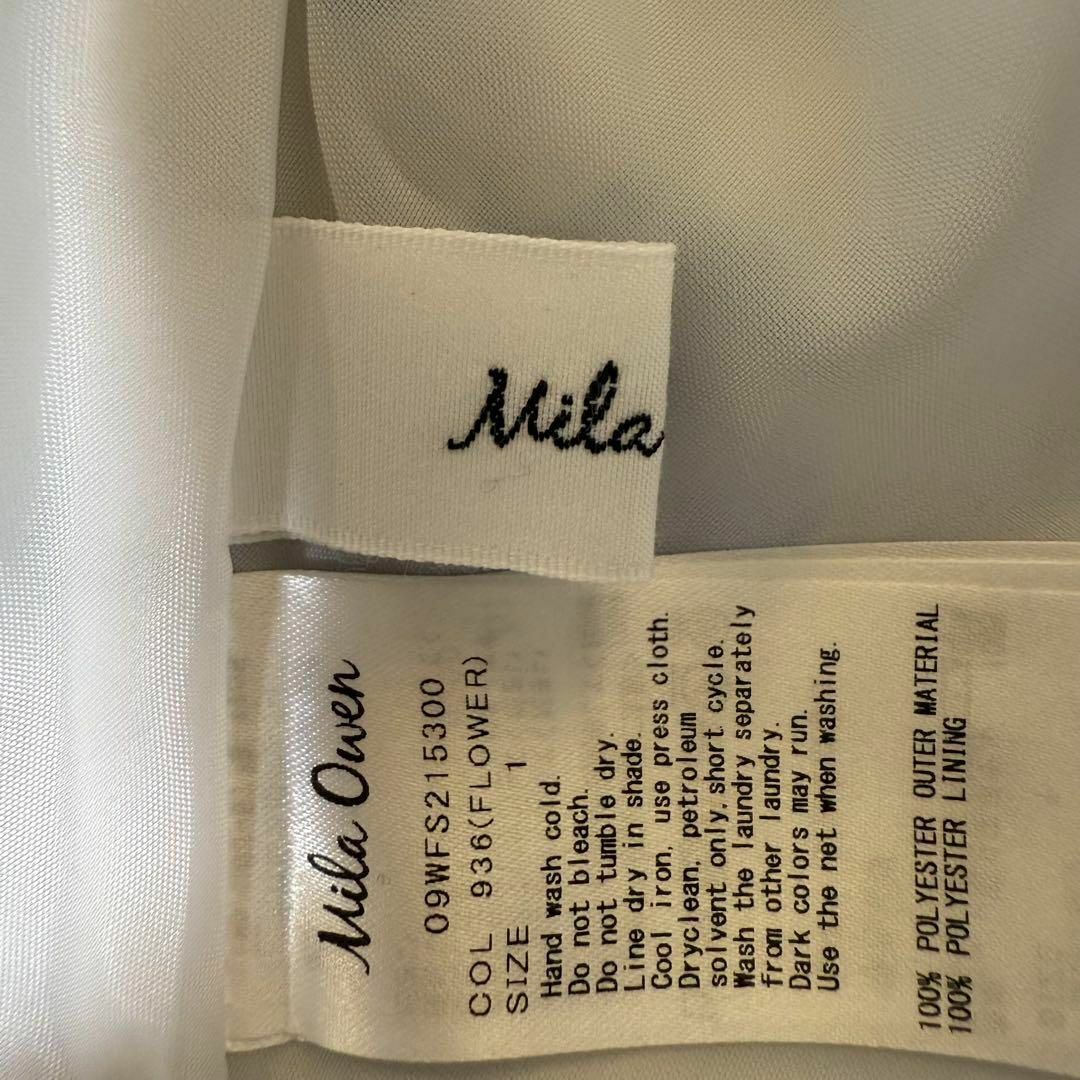 Mila
Mila Owen
09WFS215300
COL 936(FLOWER)
SIZE 1
Hand wash cold.
Do not bleach.
Do not tumble dry.
Line dry in shade.
Cool iron, use press cloth.
Dryclean, petroleum
solvent only, short cycle.
Wash the laundry separately
from other laundry.
Dark colors may run.
Use the net when washing.
100% POLYESTER OUTER MATERIAL
100% POLYESTER LINING